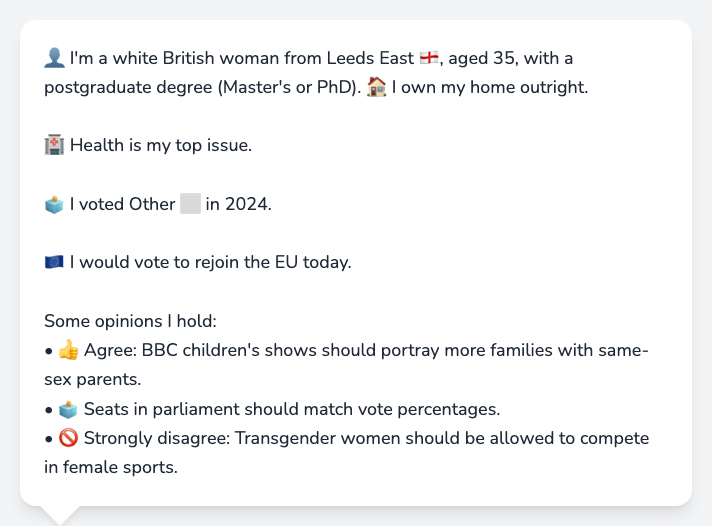 👤 I'm a white British woman from Leeds East 🏴󠁧󠁢󠁥󠁮󠁧󠁿, aged 35, with a
postgraduate degree (Master's or PhD). 🏠 I own my home outright.
🏥 Health is my top issue.
🗳️ I voted Other ⬜ in 2024.
🇪🇺 I would vote to rejoin the EU today.
Some opinions I hold:
• 👍 Agree: BBC children's shows should portray more families with same-
sex parents.
• 🗳️ Seats in parliament should match vote percentages.
• 🚫 Strongly disagree: Transgender women should be allowed to compete
in female sports.